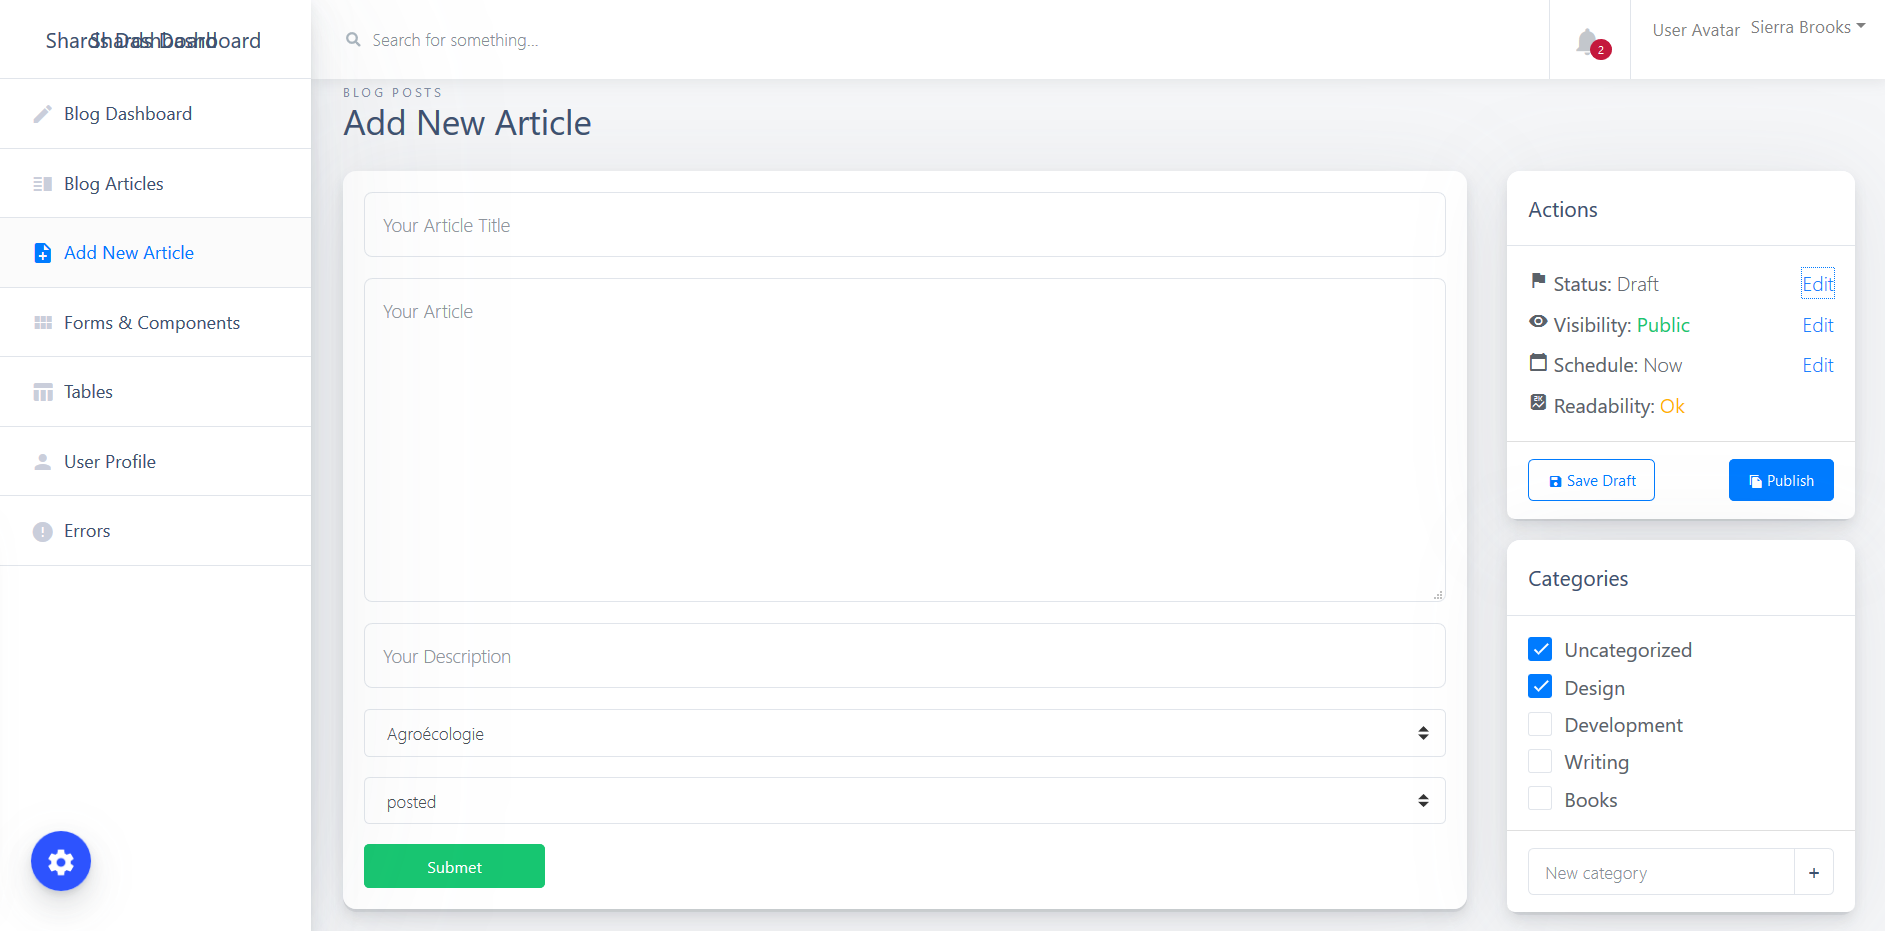 Shards Dashboard
Shards Dashboard
Search for something...
2
User Avatar
Sierra Brooks
Blog Dashboard
Blog Articles
Add New Article
Forms & Components
Tables
User Profile
Errors
BLOG POSTS
Add New Article
Your Article Title
Your Article
Your Description
Agroécologie
posted
Submet
Actions
Status: Draft Edit
Visibility: Public Edit
Schedule: Now Edit
Readability: Ok
Save Draft
Publish
Categories
Uncategorized
Design
Development
Writing
Books
New category +